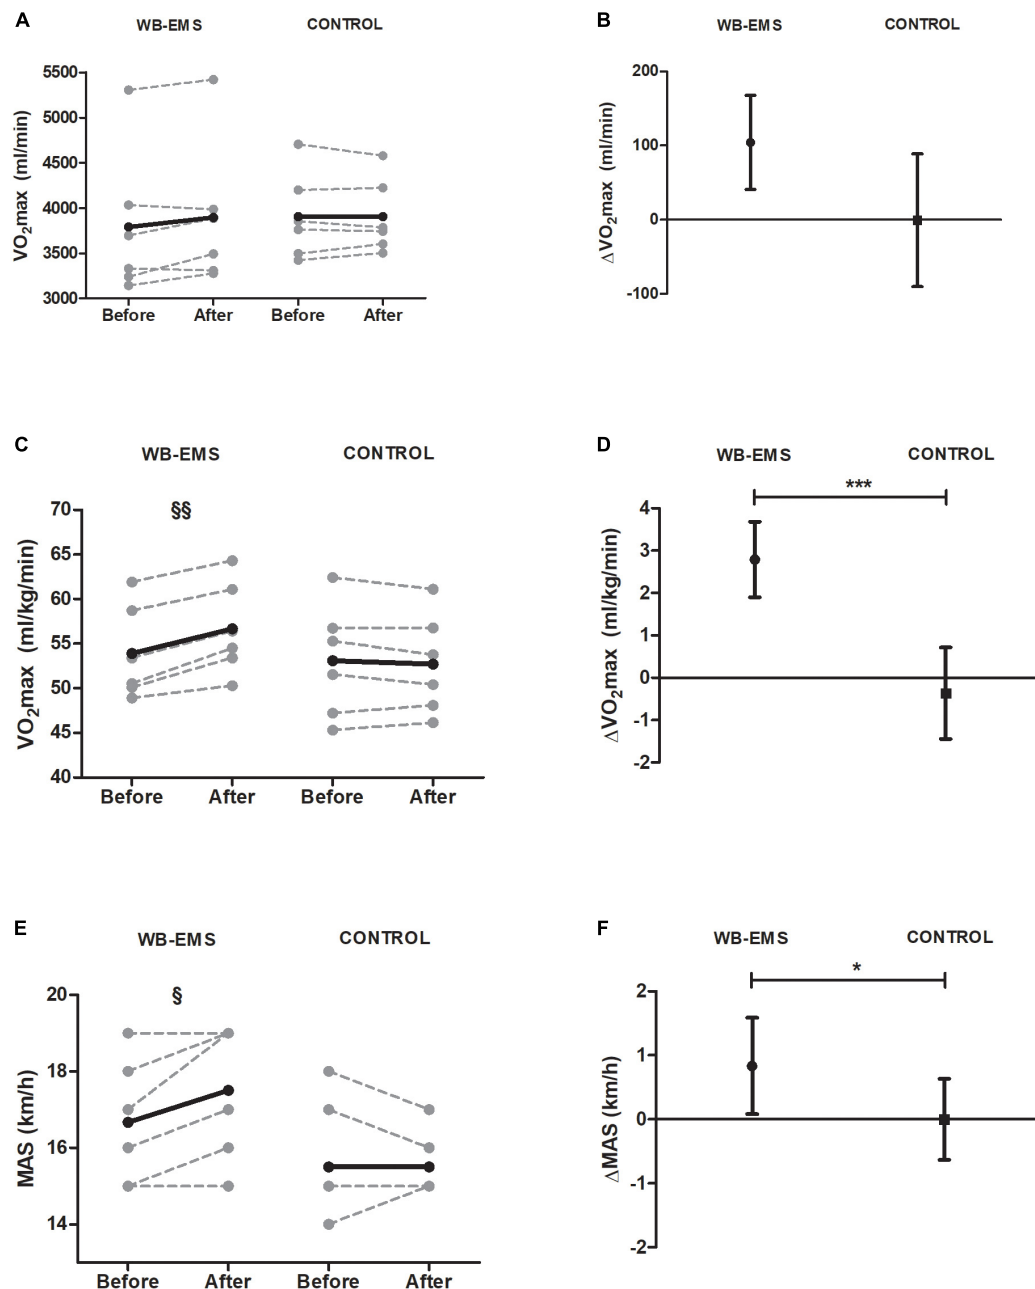 A
WB-EMS CONTROL
5500
5000
4500
4000
3500
3000
VO2max (ml/min)
Before After Before After
B
WB-EMS CONTROL
200
100
0
-100
ΔVO2max (ml/min)
C
WB-EMS CONTROL
§§
70
65
60
55
50
45
40
VO2max (ml/kg/min)
Before After Before After
D
WB-EMS CONTROL
***
4
3
2
1
0
-1
-2
ΔVO2max (ml/kg/min)
E
WB-EMS CONTROL
§
20
18
16
14
MAS (km/h)
Before After Before After
F
WB-EMS CONTROL
*
2
1
0
-1
-2
ΔMAS (km/h)